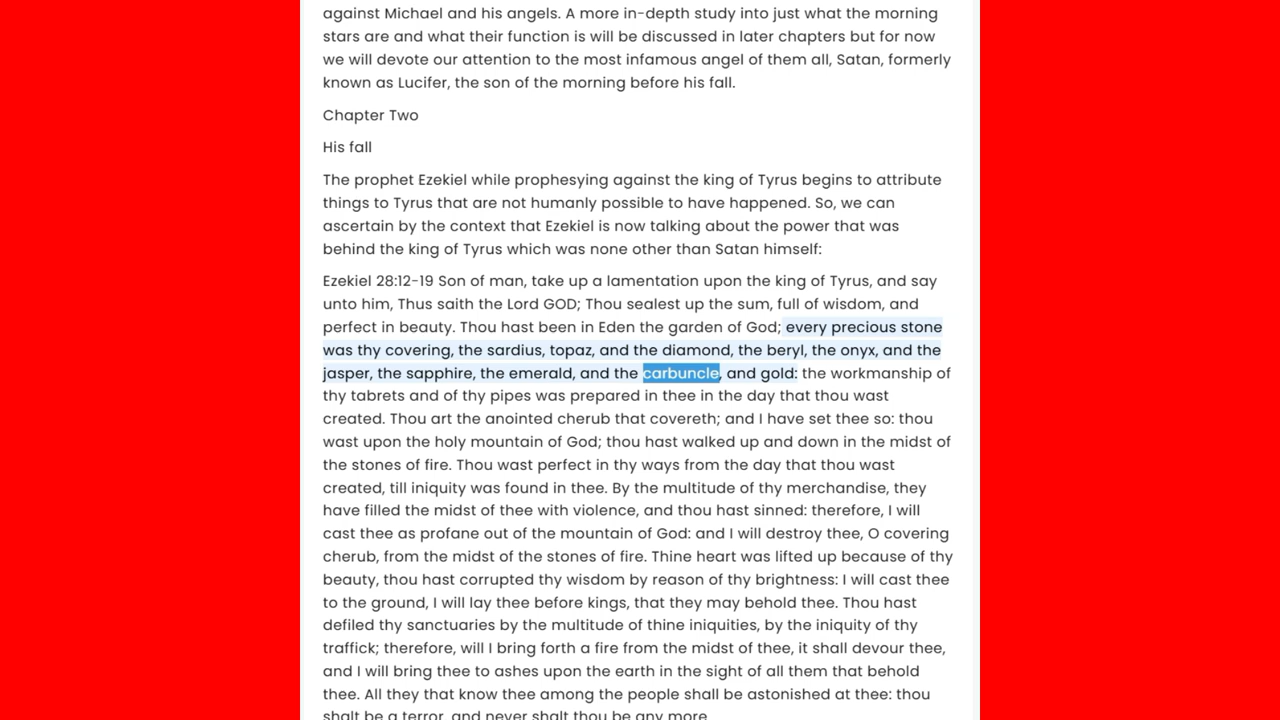 against Michael and his angels. A more in-depth study into just what the morning
stars are and what their function is will be discussed in later chapters but for now
we will devote our attention to the most infamous angel of them all, Satan, formerly
known as Lucifer, the son of the morning before his fall.
Chapter Two
His fall
The prophet Ezekiel while prophesying against the king of Tyrus begins to attribute
things to Tyrus that are not humanly possible to have happened. So, we can
ascertain by the context that Ezekiel is now talking about the power that was
behind the king of Tyrus which was none other than Satan himself:
Ezekiel 28:12-19 Son of man, take up a lamentation upon the king of Tyrus, and say
unto him, Thus saith the Lord GOD; Thou sealest up the sum, full of wisdom, and
perfect in beauty. Thou hast been in Eden the garden of God; every precious stone
was thy covering, the sardius, topaz, and the diamond, the beryl, the onyx, and the
jasper, the sapphire, the emerald, and the carbuncle, and gold: the workmanship of
thy tabrets and of thy pipes was prepared in thee in the day that thou wast
created. Thou art the anointed cherub that covereth; and I have set thee so: thou
wast upon the holy mountain of God; thou hast walked up and down in the midst of
the stones of fire. Thou wast perfect in thy ways from the day that thou wast
created, till iniquity was found in thee. By the multitude of thy merchandise, they
have filled the midst of thee with violence, and thou hast sinned: therefore, I will
cast thee as profane out of the mountain of God: and I will destroy thee, O covering
cherub, from the midst of the stones of fire. Thine heart was lifted up because of thy
beauty, thou hast corrupted thy wisdom by reason of thy brightness: I will cast thee
to the ground, I will lay thee before kings, that they may behold thee. Thou hast
defiled thy sanctuaries by the multitude of thine iniquities, by the iniquity of thy
traffick; therefore, will I bring forth a fire from the midst of thee, it shall devour thee,
and I will bring thee to ashes upon the earth in the sight of all them that behold
thee. All they that know thee among the people shall be astonished at thee: thou
shalt be a terror, and never shalt thou be any more.